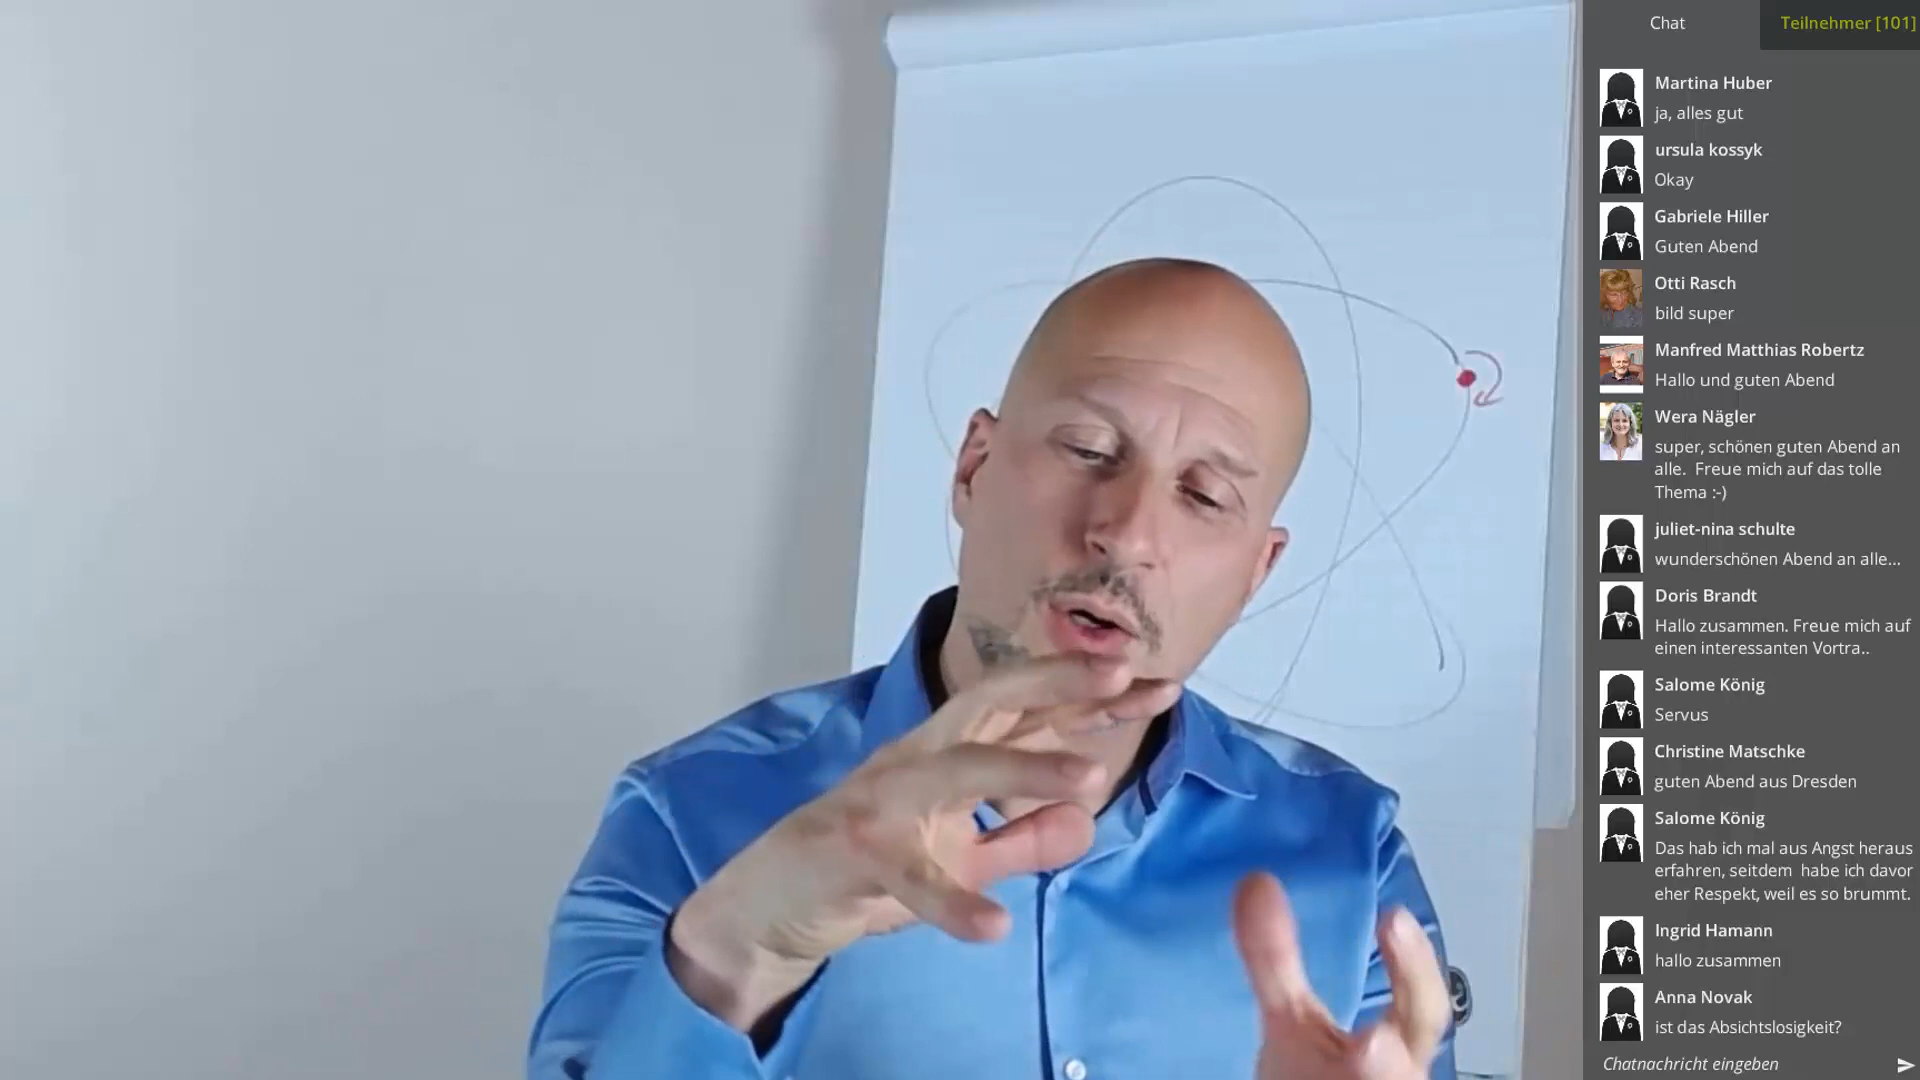 Chat
Teilnehmer [101]
Martina Huber
ja, alles gut
ursula kossyk
Okay
Gabriele Hiller
Guten Abend
Otti Rasch
bild super
Manfred Matthias Robertz
Hallo und guten Abend
Wera Nägler
super, schönen guten Abend an
alle.  Freue mich auf das tolle
Thema :-)
juliet-nina schulte
wunderschönen Abend an alle...
Doris Brandt
Hallo zusammen. Freue mich auf
einen interessanten Vortra..
Salome König
Servus
Christine Matschke
guten Abend aus Dresden
Salome König
Das hab ich mal aus Angst heraus
erfahren, seitdem  habe ich davor
eher Respekt, weil es so brummt.
Ingrid Hamann
hallo zusammen
Anna Novak
ist das Absichtslosigkeit?
Chatnachricht eingeben